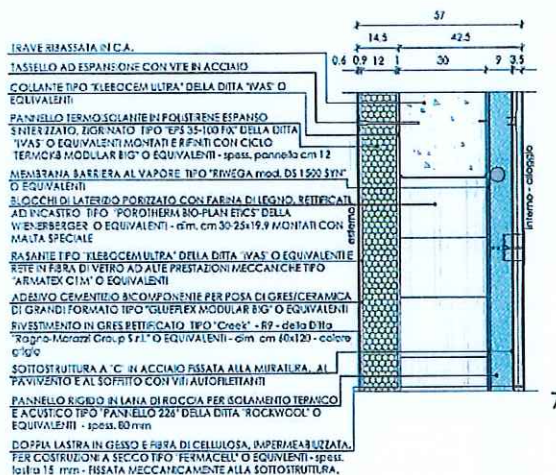 57
14.5 42.5
0.6 0.9 12 1 30 9 3.5
TRAVE RIBASSATA IN C.A.
TASSELLO AD ESPANSIONE CON VITE IN ACCIAIO
COLLANTE TIPO "KLEBOCEM ULTRA" DELLA DITTA "IVAS" O
EQUIVALENTI
PANNELLO TERMOISOLANTE IN POLISTIRENE ESPANSO
SINTERIZZATO, ZIGRINATO TIPO "EPS 35-100 FIX" DELLA DITTA
"IVAS" O EQUIVALENTI MONTATI E RIFINITI CON CICLO
TERMOK8 MODULAR BIG" O EQUIVALENTI - spess. pannello cm 12
MEMBRANA BARRIERA AL VAPORE TIPO "RIWEGA mod. DS 1500 SYN"
O EQUIVALENTI
BLOCCHI DI LATERIZIO PORIZZATO CON FARINA DI LEGNO, RETTIFICATI,
AD INCASTRO TIPO "POROTHERM BIO-PLAN ETICS" DELLA
WIENERBERGER O EQUIVALENTI - dim. cm 30-25x19.9 MONTATI CON
MALTA SPECIALE
RASANTE TIPO "KLEBOCEM ULTRA" DELLA DITTA "IVAS" O EQUIVALENTI E
RETE IN FIBRA DI VETRO AD ALTE PRESTAZIONI MECCANICHE TIPO
"ARMATEX C1M" O EQUIVALENTI
ADESIVO CEMENTIZIO BICOMPONENTE PER POSA DI GRES/CERAMICA
DI GRANDI FORMATO TIPO "GLUEFLEX MODULAR BIG" O EQUIVALENTI
RIVESTIMENTO IN GRES RETTIFICATO TIPO "Creek" - R9 - della Ditta
"Ragno-Marazzi Group S.r.l." O EQUIVALENTI - dim cm 60x120 - colore
grigio
SOTTOSTRUTTURA A "C" IN ACCIAIO FISSATA ALLA MURATURA, AL
PAVIMENTO E AL SOFFITTO CON VITI AUTOFILETTANTI
PANNELLO RIGIDO IN LANA DI ROCCIA PER ISOLAMENTO TERMICO
E ACUSTICO TIPO "PANNELLO 226" DELLA DITTA "ROCKWOOL" O
EQUIVALENTI - spess. 80 mm
DOPPIA LASTRA IN GESSO E FIBRA DI CELLULOSA, IMPERMEABILIZZATA,
PER COSTRUZIONI A SECCO TIPO "FERMACELL" O EQUIVLENTI - spess.
lastra 15 mm - FISSATA MECCANICAMENTE ALLA SOTTOSTRUTTURA,
esterno
interno - alloggio
7